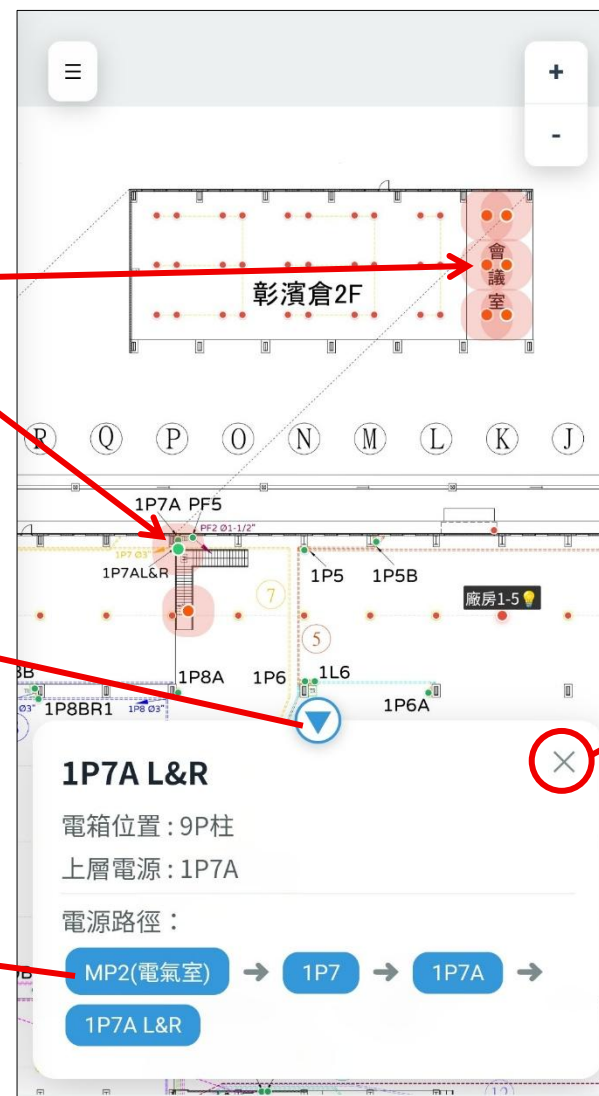 ☰
+
-
會
議
室
彰濱倉2F
R Q P O N M L K J
1P7A PF5
PF2 Ø1-1/2"
1P7 Ø3"
1P7AL&R
1P5 1P5B
7
廠房1-5💡
5
1P8A 1P6 1L6
1P8BR1 1P8 Ø3" 1P6A
1P7A L&R
電箱位置 : 9P柱
上層電源 : 1P7A
電源路徑：
MP2(電氣室) ➔ 1P7 ➔ 1P7A ➔
1P7A L&R
12